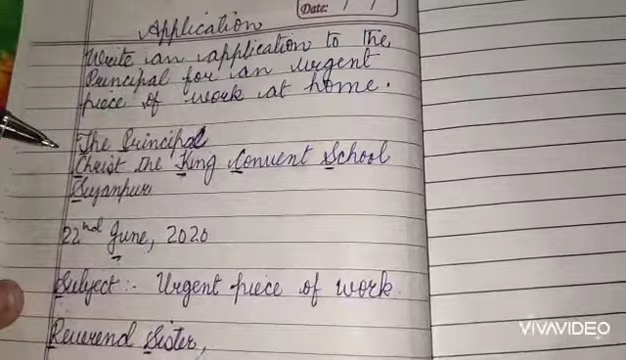 Date: / /
Application
Write an application to the
Principal for an urgent
piece of work at home.
The Principal
Christ the King Convent School
Sujanpur
22nd June, 2020
Subject:- Urgent piece of work.
Reverend Sister,
VIVAVIDEO